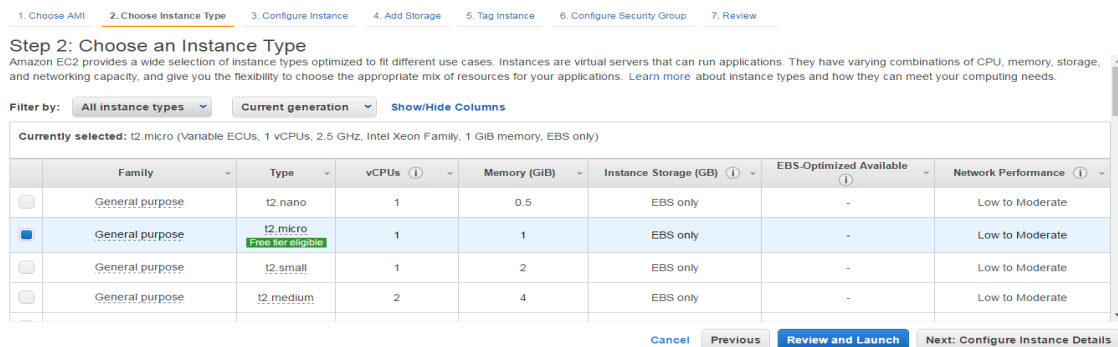 1. Choose AMI 2. Choose Instance Type 3. Configure Instance 4. Add Storage 5. Tag Instance 6. Configure Security Group 7. Review
Step 2: Choose an Instance Type
Amazon EC2 provides a wide selection of instance types optimized to fit different use cases. Instances are virtual servers that can run applications. They have varying combinations of CPU, memory, storage,
and networking capacity, and give you the flexibility to choose the appropriate mix of resources for your applications. Learn more about instance types and how they can meet your computing needs.
Filter by: All instance types Current generation Show/Hide Columns
Currently selected: t2.micro (Variable ECUs, 1 vCPUs, 2.5 GHz, Intel Xeon Family, 1 GiB memory, EBS only)
Family Type vCPUs Memory (GiB) Instance Storage (GB) EBS-Optimized Available Network Performance
General purpose t2.nano 1 0.5 EBS only - Low to Moderate
General purpose t2.micro 1 1 EBS only - Low to Moderate
Free tier eligible
General purpose t2.small 1 2 EBS only - Low to Moderate
General purpose t2.medium 2 4 EBS only - Low to Moderate
Cancel Previous Review and Launch Next: Configure Instance Details